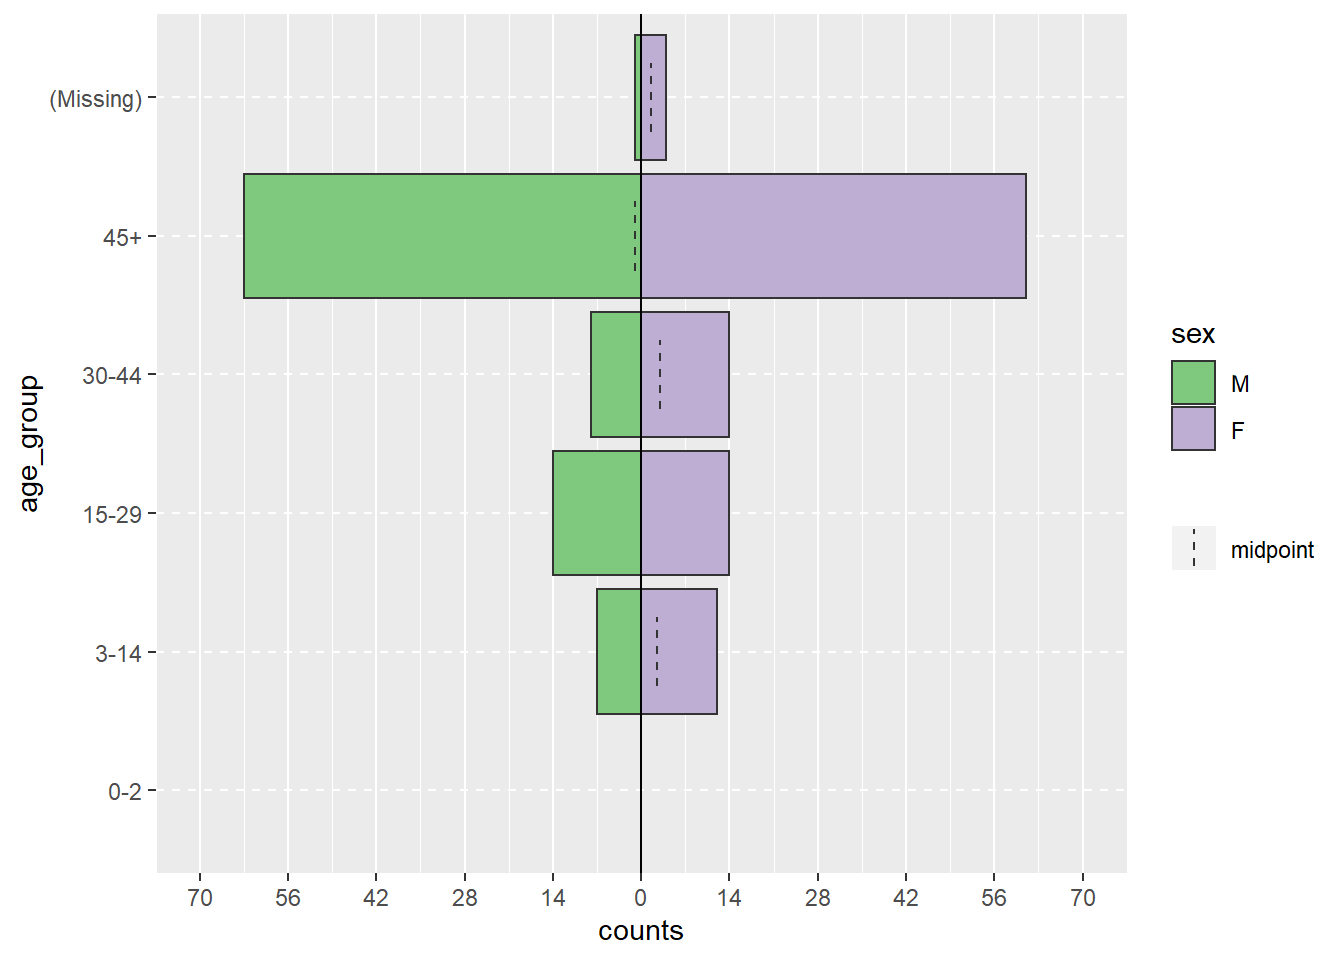 (Missing)
45+
30-44
15-29
3-14
0-2
age_group
70 56 42 28 14 0 14 28 42 56 70
counts
sex
M
F
midpoint